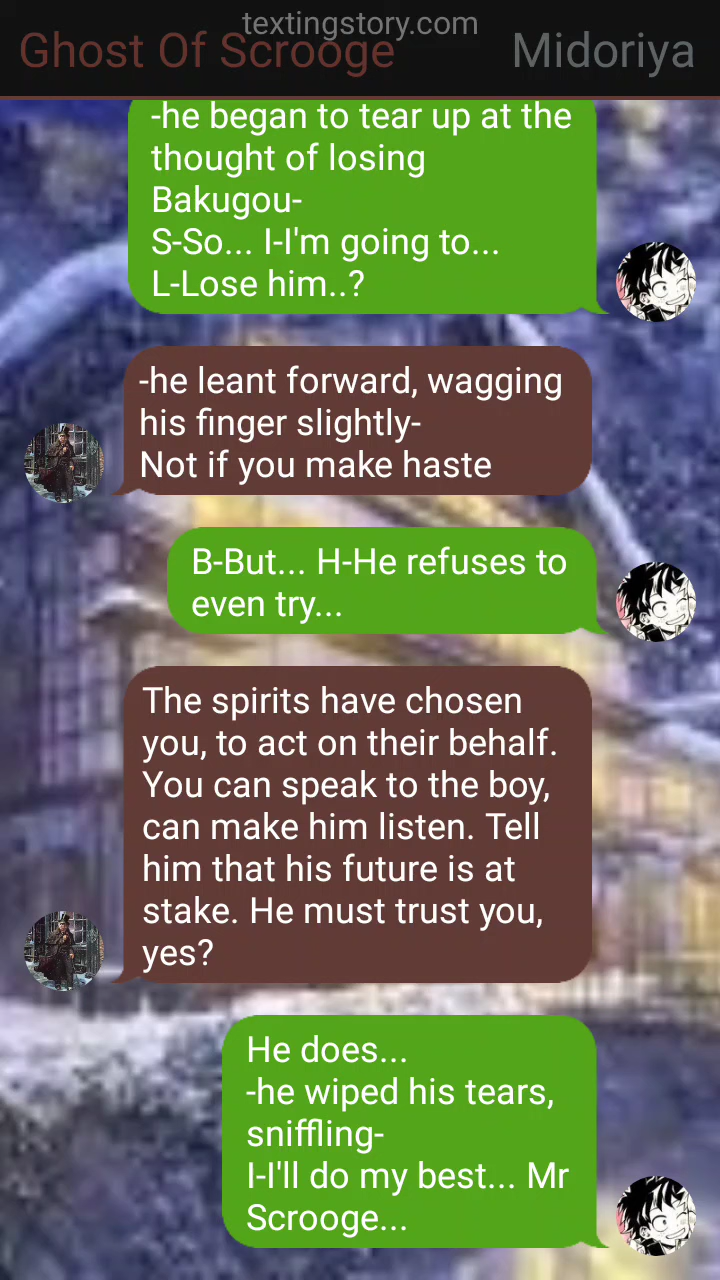 textingstory.com
Ghost Of Scrooge
Midoriya
-he began to tear up at the
thought of losing
Bakugou-
S-So... I-I'm going to...
L-Lose him..?
-he leant forward, wagging
his finger slightly-
Not if you make haste
B-But... H-He refuses to
even try...
The spirits have chosen
you, to act on their behalf.
You can speak to the boy,
can make him listen. Tell
him that his future is at
stake. He must trust you,
yes?
He does...
-he wiped his tears,
sniffling-
I-I'll do my best... Mr
Scrooge...